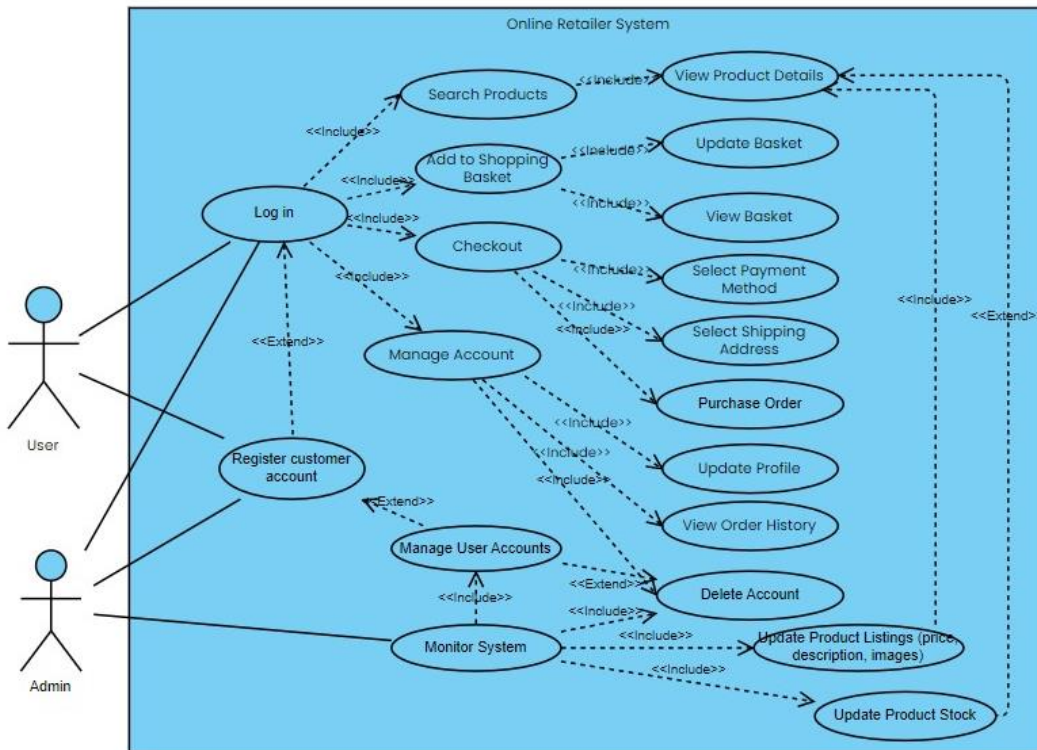 Online Retailer System
<<Include>>
View Product Details
Search Products
<<Include>>
Add to Shopping
Basket
<<Include>>
Update Basket
<<Include>>
<<Include>>
View Basket
Log in
<<Include>>
Checkout
<<Include>>
Select Payment
Method
<<Include>>
<<Include>>
<<Include>>
<<Include>>
<<Extend>>
Select Shipping
Address
<<Extend>>
Manage Account
Purchase Order
<<Include>>
User
Register customer
account
<<Include>>
Update Profile
<<Include>>
<<Extend>>
View Order History
Manage User Accounts
<<Extend>>
Delete Account
<<Include>>
<<Include>>
Admin
Monitor System
<<Include>>
Update Product Listings (price,
description, images)
<<Include>>
Update Product Stock